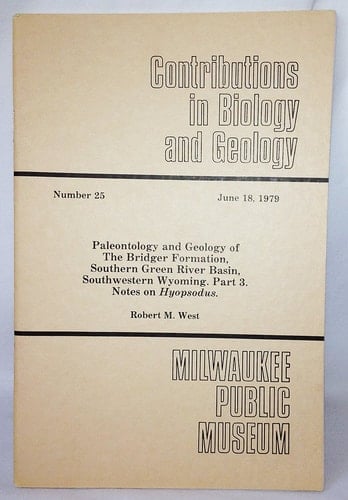 Contributions
in Biology
and Geology
Number 25 June 18, 1979
Paleontology and Geology of
The Bridger Formation,
Southern Green River Basin,
Southwestern Wyoming. Part 3.
Notes on Hyopsodus.
Robert M. West
MILWAUKEE
PUBLIC
MUSEUM